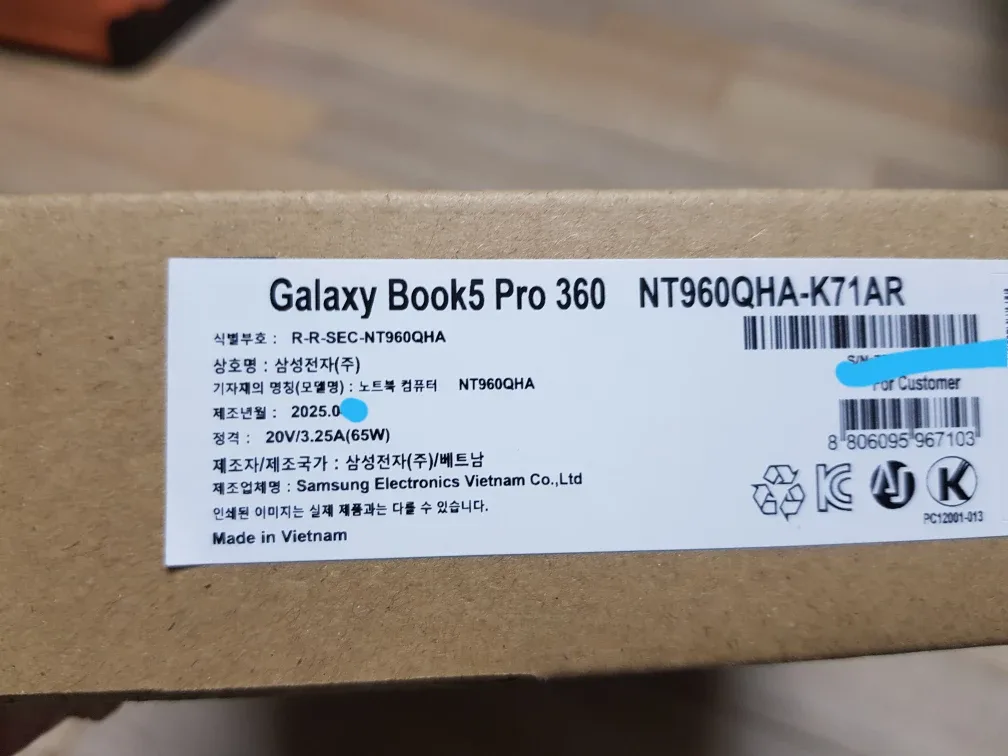 Galaxy Book5 Pro 360 NT960QHA-K71AR
식별부호 : R-R-SEC-NT960QHA
상호명 : 삼성전자(주)
기자재의 명칭(모델명) : 노트북 컴퓨터 NT960QHA
제조년월 : 2025.0
정격 : 20V/3.25A(65W)
제조자/제조국가 : 삼성전자(주)/베트남
제조업체명 : Samsung Electronics Vietnam Co.,Ltd
인쇄된 이미지는 실제 제품과는 다를 수 있습니다.
Made in Vietnam
S/N
For Customer
8 806095 967103
KC
K
PC12001-013